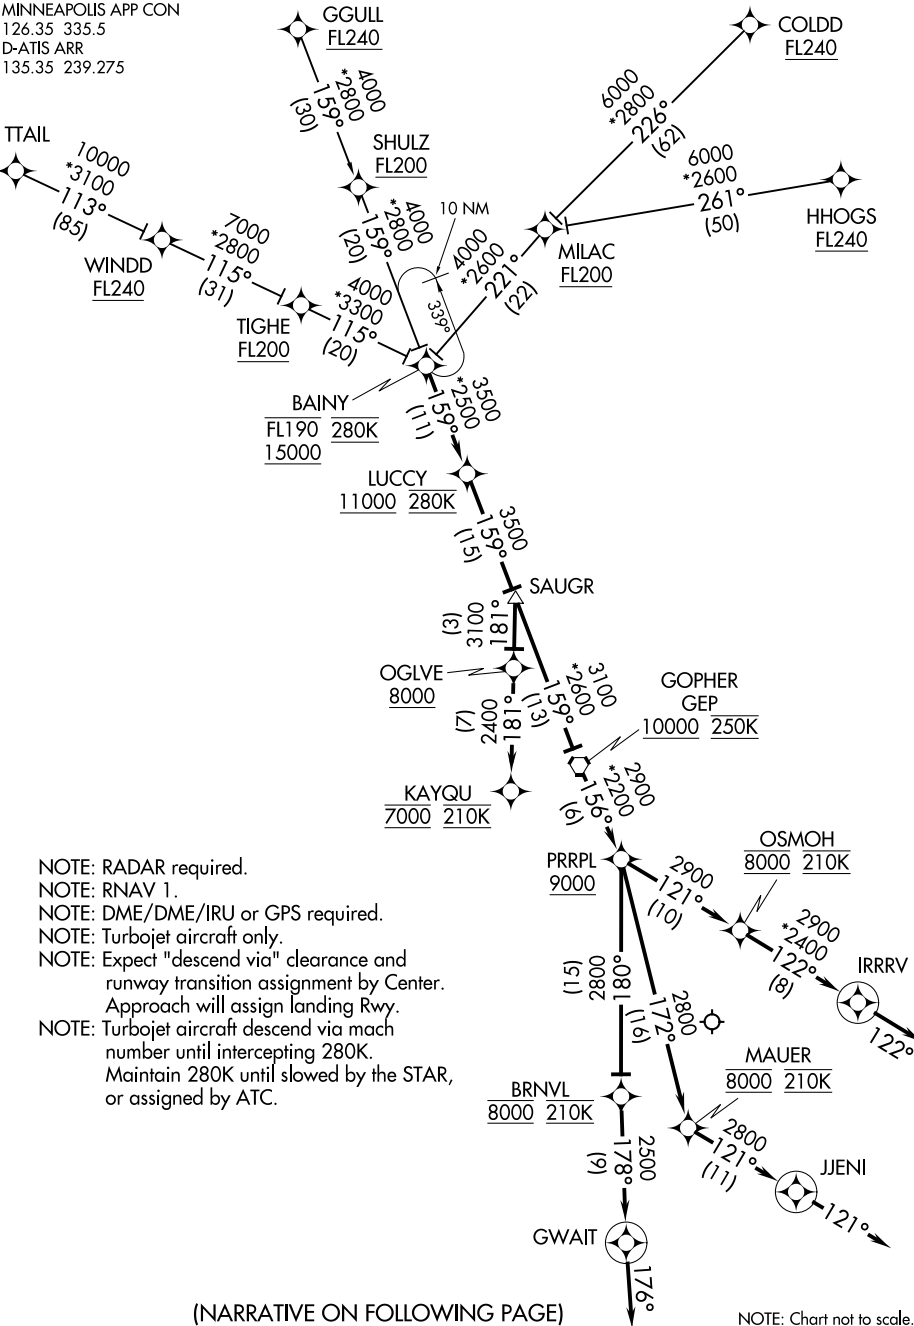 MINNEAPOLIS APP CON
126.35 335.5
D-ATIS ARR
135.35 239.275
GGULL
FL240
COLDD
FL240
4000
*2800
159°
(30)
6000
*2800
226°
(62)
TTAIL
SHULZ
FL200
10000
*3100
113°
(85)
6000
*2600
261°
(50)
HHOGS
FL240
4000
*2800
159°
(20)
10 NM
MILAC
FL200
WINDD
FL240
7000
*2800
115°
(31)
4000
*2600
221°
(22)
339°
TIGHE
FL200
4000
*3300
115°
(20)
BAINY
FL190 280K
15000
3500
*2500
159°
(11)
LUCCY
11000 280K
3500
159°
(15)
SAUGR
(3)
3100
181°
OGLVE
8000
3100
*2600
159°
(13)
GOPHER
GEP
10000 250K
(7)
2400
181°
KAYQU
7000 210K
2900
*2200
156°
(6)
PRRPL
9000
OSMOH
8000 210K
2900
121°
(10)
2900
*2400
122°
(8)
IRRRV
122°
NOTE: RADAR required.
NOTE: RNAV 1.
NOTE: DME/DME/IRU or GPS required.
NOTE: Turbojet aircraft only.
NOTE: Expect "descend via" clearance and
runway transition assignment by Center.
Approach will assign landing Rwy.
NOTE: Turbojet aircraft descend via mach
number until intercepting 280K.
Maintain 280K until slowed by the STAR,
or assigned by ATC.
(15)
2800
180°
2800
172°
(16)
MAUER
8000 210K
BRNVL
8000 210K
2800
121°
(11)
JJENI
121°
2500
178°
(6)
GWAIT
176°
(NARRATIVE ON FOLLOWING PAGE)
NOTE: Chart not to scale.